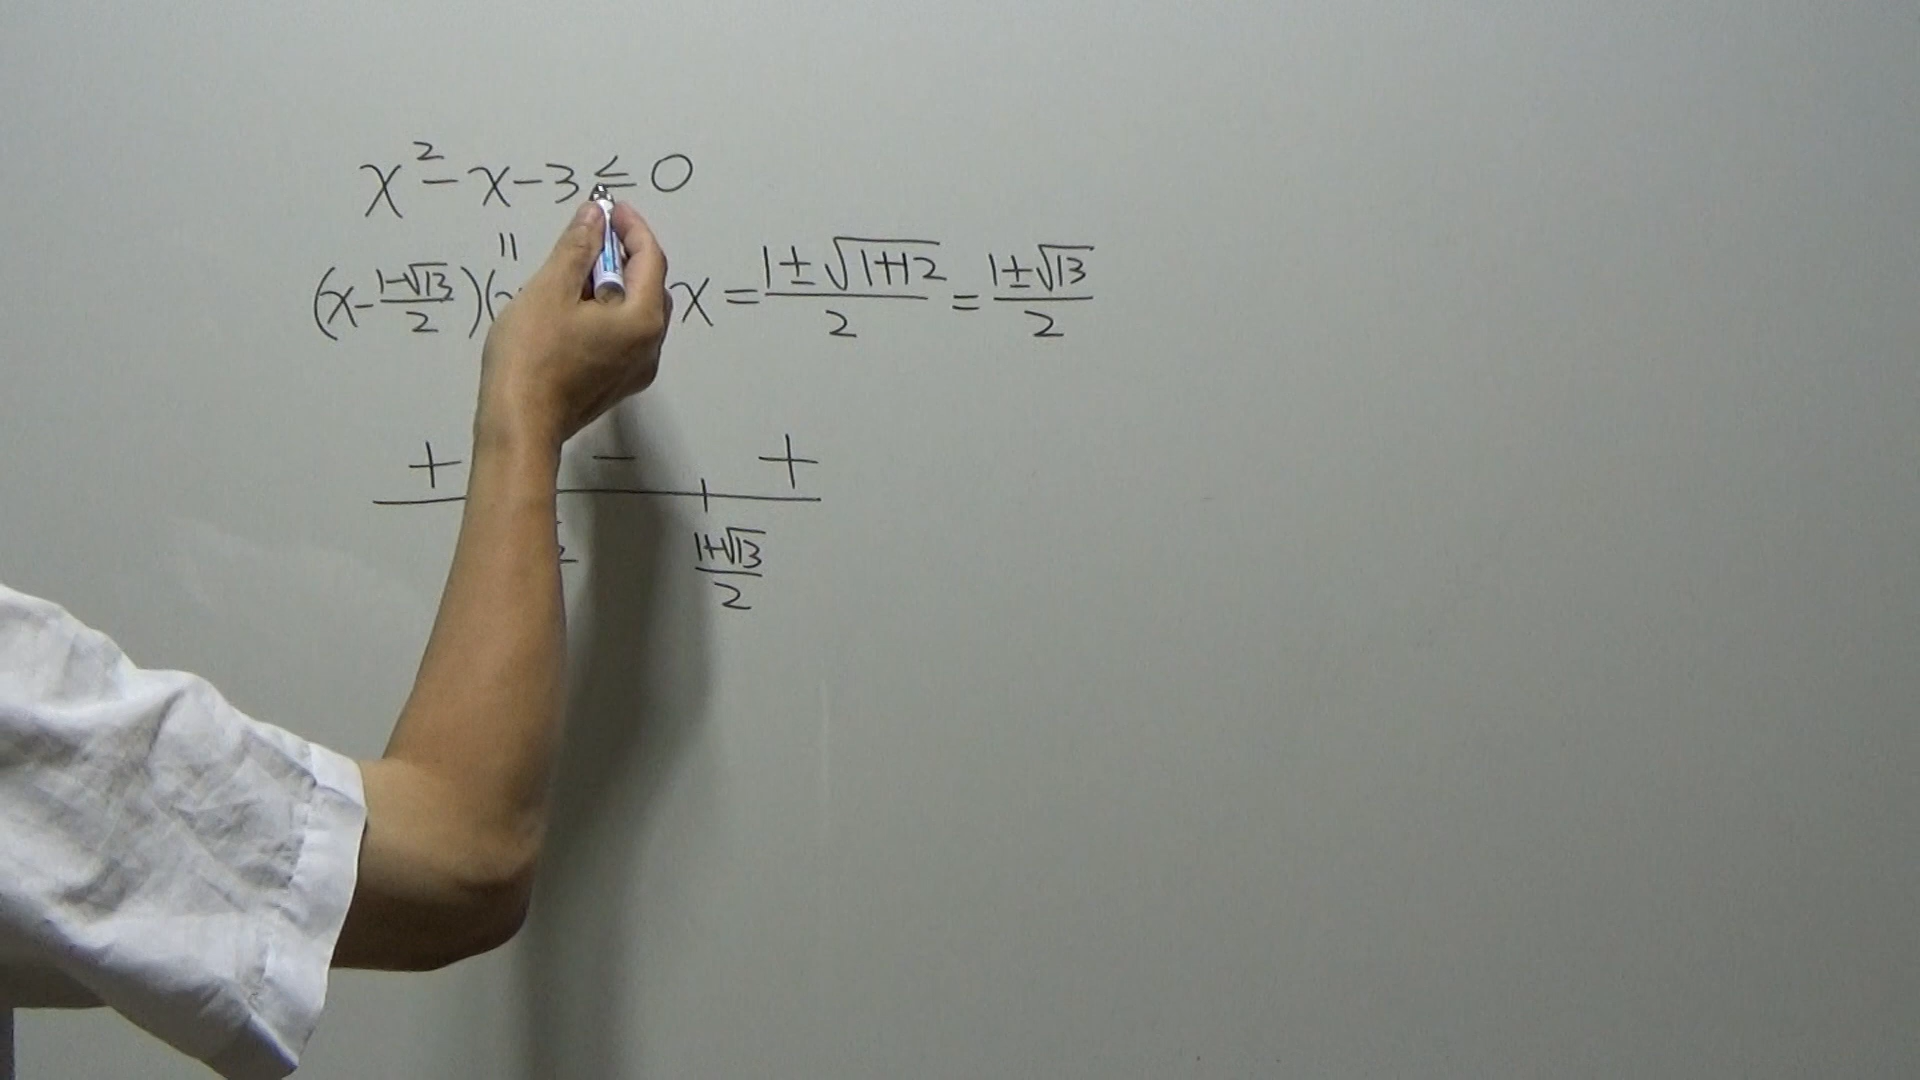 x² - x - 3 ≤ 0
||
(x - (1-√13)/2)( x = (1±√(1+12))/2 = (1±√13)/2
+ - +
(1+√13)/2